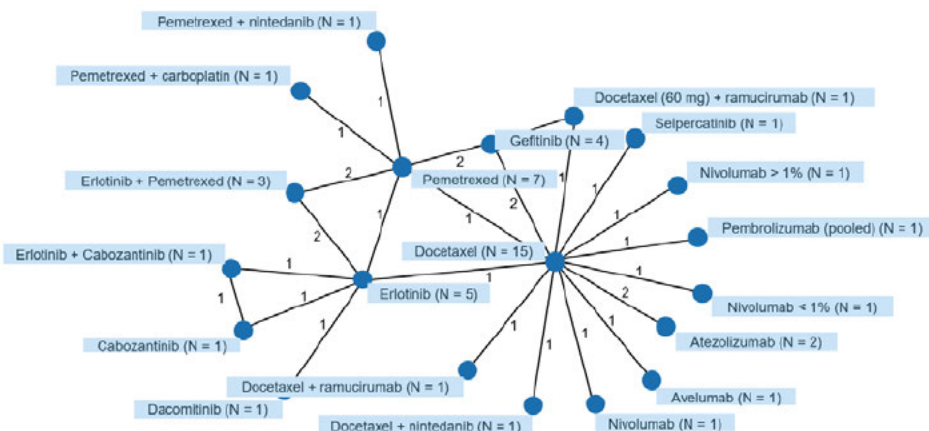 Pemetrexed + nintedanib (N = 1)
Pemetrexed + carboplatin (N = 1)
1
Docetaxel (60 mg) + ramucirumab (N = 1)
1
Selpercatinib (N = 1)
Gefitinib (N = 4)
2
Erlotinib + Pemetrexed (N = 3)
2
Pemetrexed (N = 7)
1
Nivolumab > 1% (N = 1)
1
1
2
1
1
Pembrolizumab (pooled) (N = 1)
2
Docetaxel (N = 15)
1
Erlotinib + Cabozantinib (N = 1)
1
1
1
Erlotinib (N = 5)
1
2
Nivolumab < 1% (N = 1)
1
1
Cabozantinib (N = 1)
1
1
1
1
1
Atezolizumab (N = 2)
Docetaxel + ramucirumab (N = 1)
Avelumab (N = 1)
Dacomitinib (N = 1)
Docetaxel + nintedanib (N = 1)
Nivolumab (N = 1)